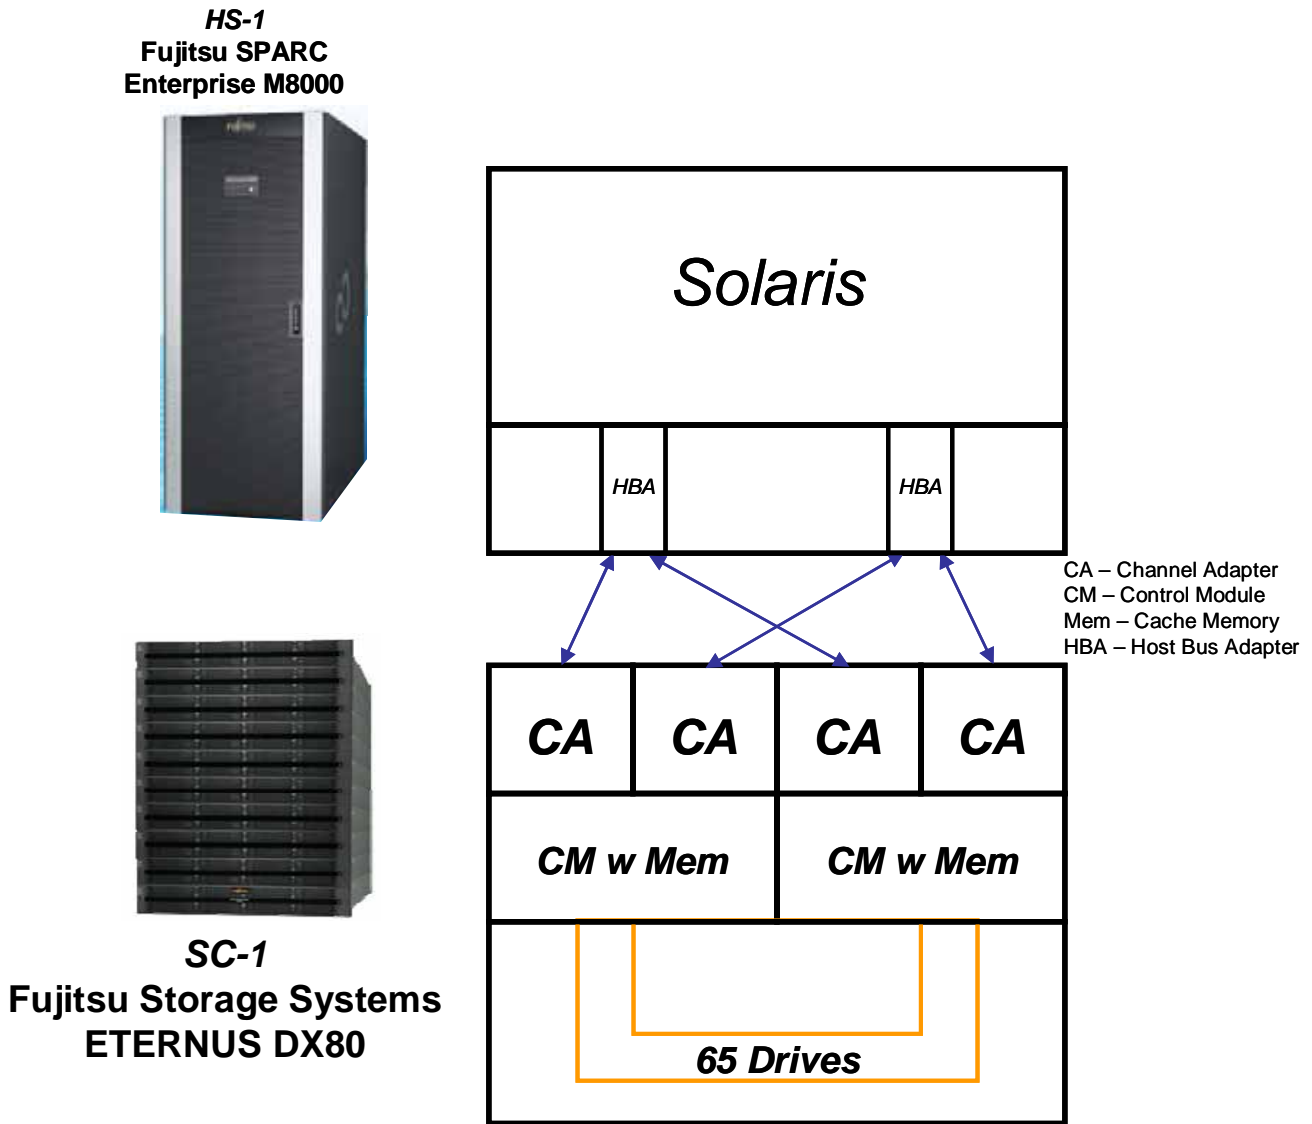 HS-1
Fujitsu SPARC
Enterprise M8000
FUJITSU
Solaris
HBA
HBA
CA – Channel Adapter
CM – Control Module
Mem – Cache Memory
HBA – Host Bus Adapter
CA
CA
CA
CA
CM w Mem
CM w Mem
SC-1
Fujitsu Storage Systems
ETERNUS DX80
65 Drives